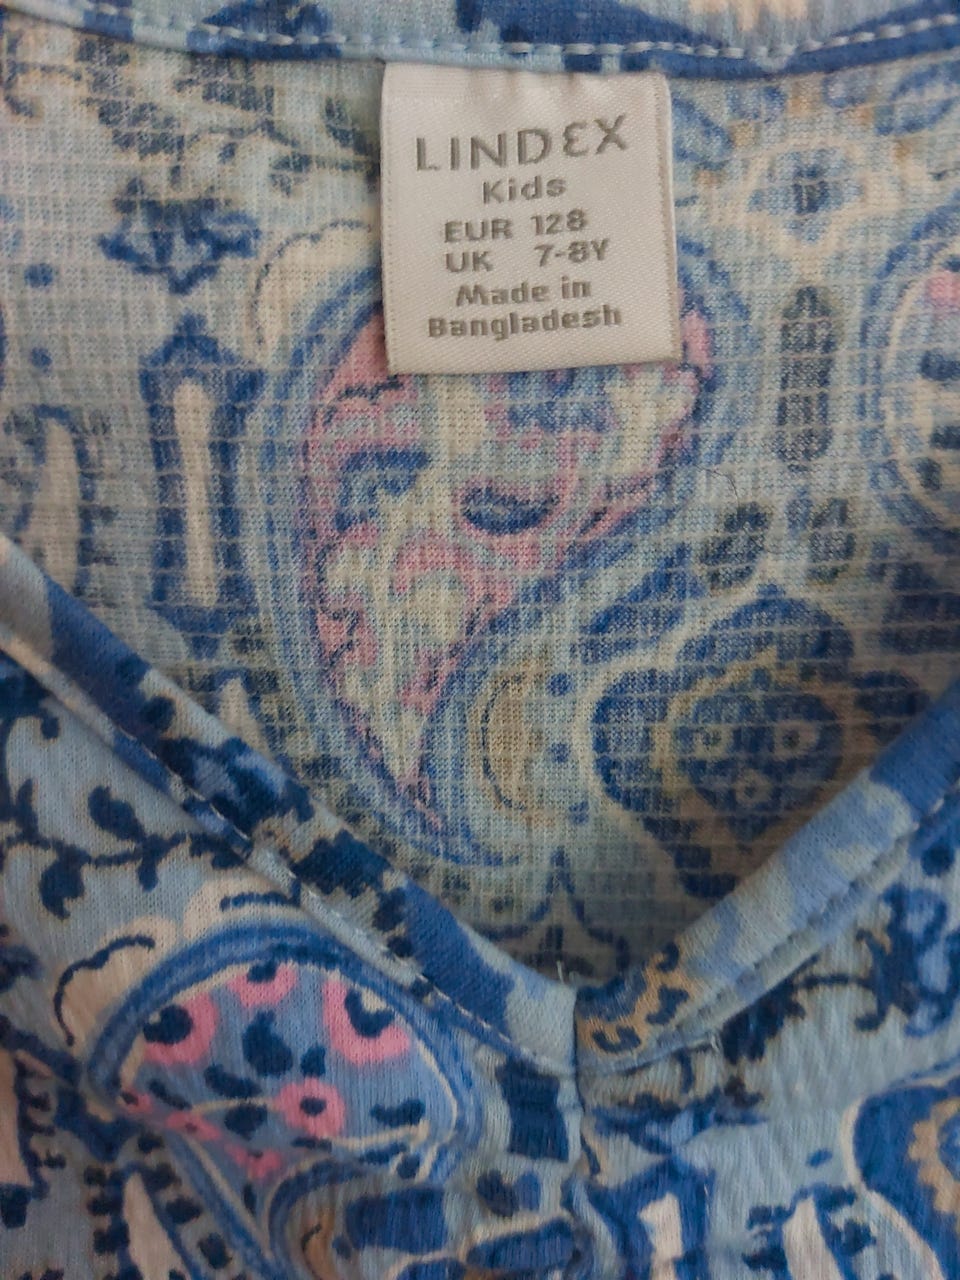 LINDEX
Kids
EUR 128
UK 7-8Y
Made in
Bangladesh